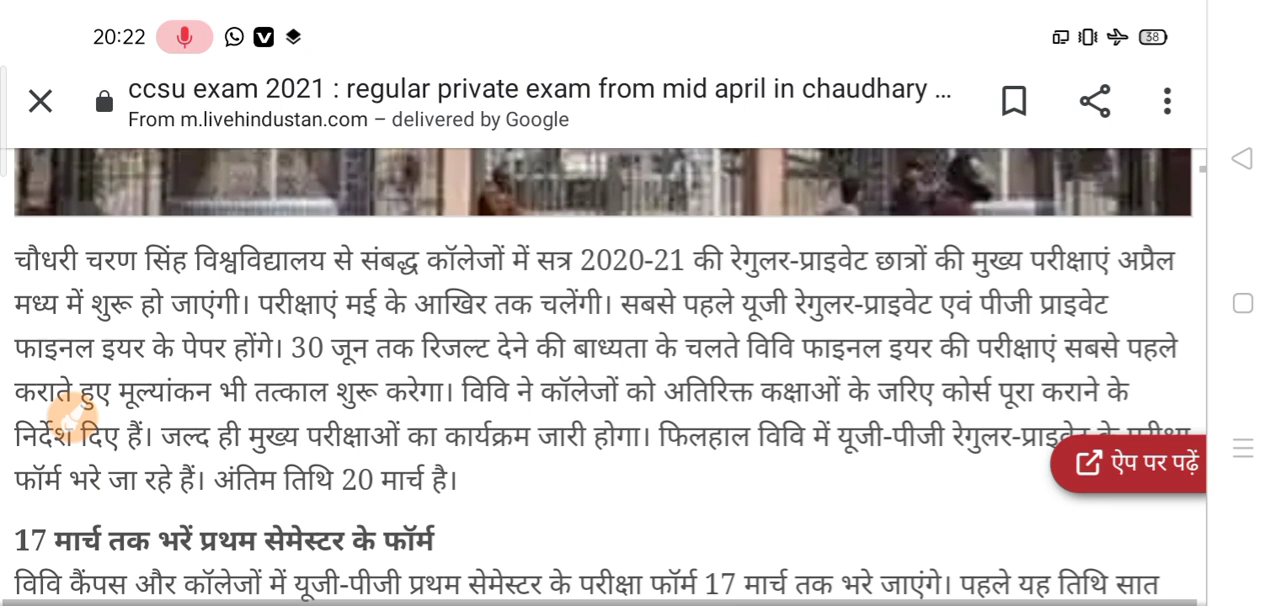 20:22
38
ccsu exam 2021 : regular private exam from mid april in chaudhary ...
From m.livehindustan.com – delivered by Google
चौधरी चरण सिंह विश्वविद्यालय से संबद्ध कॉलेजों में सत्र 2020-21 की रेगुलर-प्राइवेट छात्रों की मुख्य परीक्षाएं अप्रैल
मध्य में शुरू हो जाएंगी। परीक्षाएं मई के आखिर तक चलेंगी। सबसे पहले यूजी रेगुलर-प्राइवेट एवं पीजी प्राइवेट
फाइनल इयर के पेपर होंगे। 30 जून तक रिजल्ट देने की बाध्यता के चलते विवि फाइनल इयर की परीक्षाएं सबसे पहले
कराते हुए मूल्यांकन भी तत्काल शुरू करेगा। विवि ने कॉलेजों को अतिरिक्त कक्षाओं के जरिए कोर्स पूरा कराने के
निर्देश दिए हैं। जल्द ही मुख्य परीक्षाओं का कार्यक्रम जारी होगा। फिलहाल विवि में यूजी-पीजी रेगुलर-प्राइवेट के परीक्षा
ऐप पर पढ़ें
फॉर्म भरे जा रहे हैं। अंतिम तिथि 20 मार्च है।
17 मार्च तक भरें प्रथम सेमेस्टर के फॉर्म
विवि कैंपस और कॉलेजों में यूजी-पीजी प्रथम सेमेस्टर के परीक्षा फॉर्म 17 मार्च तक भरे जाएंगे। पहले यह तिथि सात